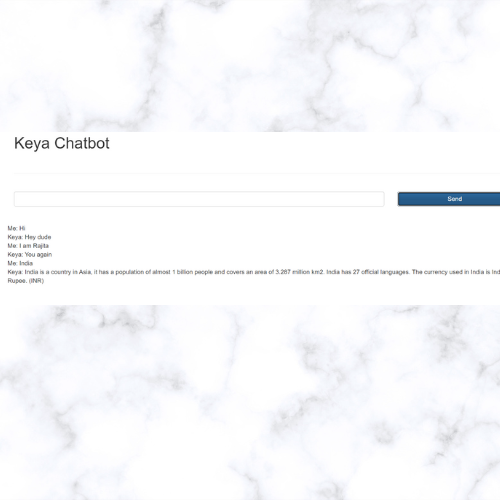 Keya Chatbot
Send
Me: Hi
Keya: Hey dude
Me: I am Rajita
Keya: You again
Me: India
Keya: India is a country in Asia, it has a population of almost 1 billion people and covers an area of 3.287 million km2. India has 27 official languages. The currency used in India is
Rupee. (INR)